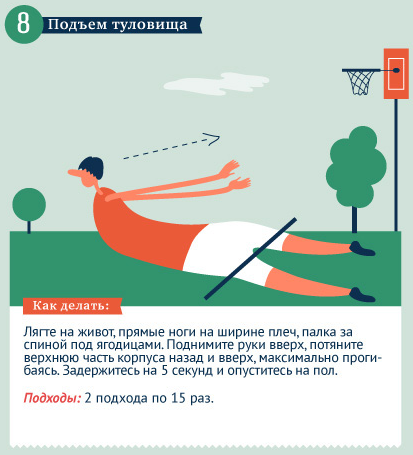 8 Подъем туловища
Как делать:
Лягте на живот, прямые ноги на ширине плеч, палка за
спиной под ягодицами. Поднимите руки вверх, потяните
верхнюю часть корпуса назад и вверх, максимально проги-
баясь. Задержитесь на 5 секунд и опуститесь на пол.
Подходы: 2 подхода по 15 раз.